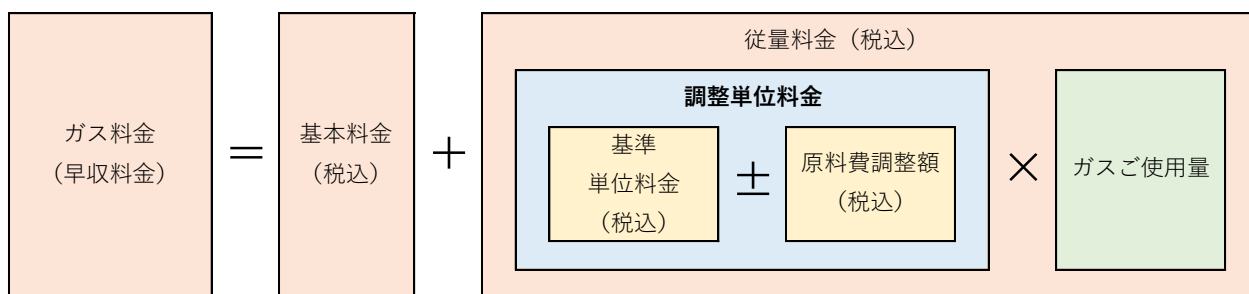 ガス料金
（早収料金）
＝
基本料金
（税込）
＋
従量料金（税込）
調整単位料金
基準
単位料金
（税込）
±
原料費調整額
（税込）
×
ガスご使用量